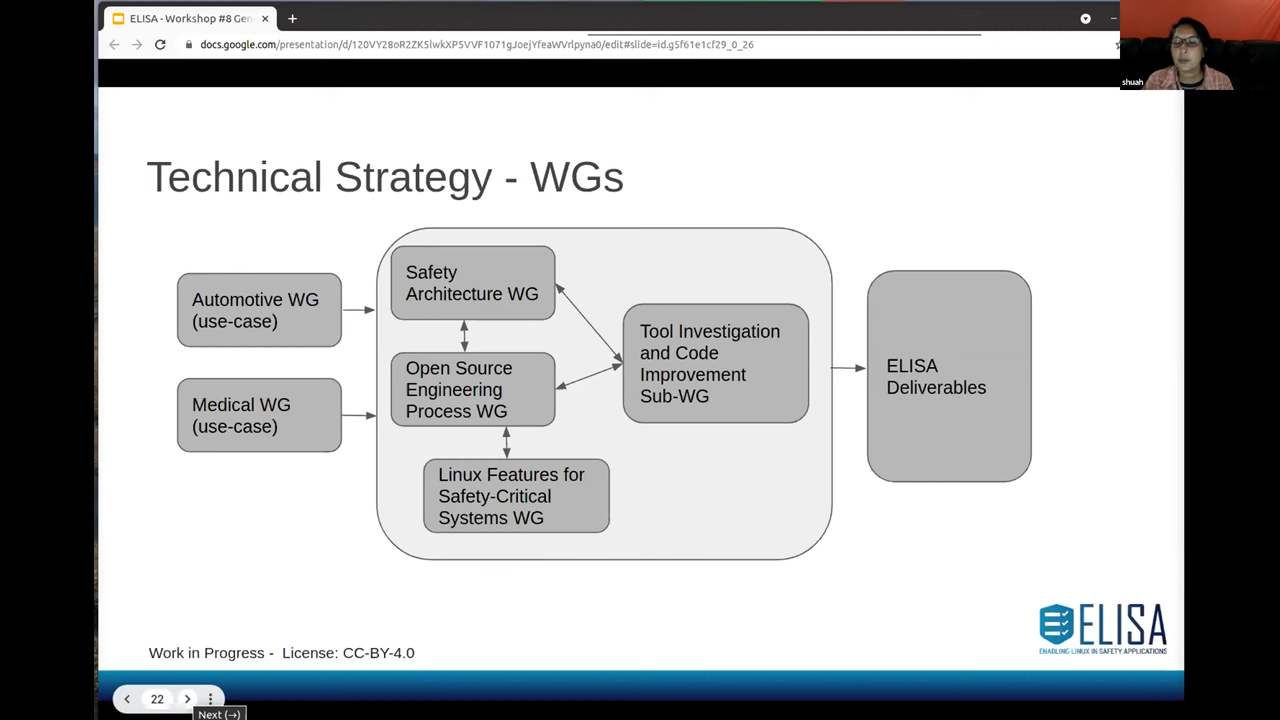 ELISA - Workshop #8 Gen
docs.google.com/presentation/d/120VY28oR2ZK5lwkXP5VVF1071gJoejYfeaWVrlpyna0/edit#slide=id.g5f61e1cf29_0_26
shuah
Technical Strategy - WGs
Automotive WG
(use-case)
Medical WG
(use-case)
Safety
Architecture WG
Open Source
Engineering
Process WG
Linux Features for
Safety-Critical
Systems WG
Tool Investigation
and Code
Improvement
Sub-WG
ELISA
Deliverables
ELISA
ENABLING LINUX IN SAFETY APPLICATIONS
Work in Progress - License: CC-BY-4.0
22
Next (→)